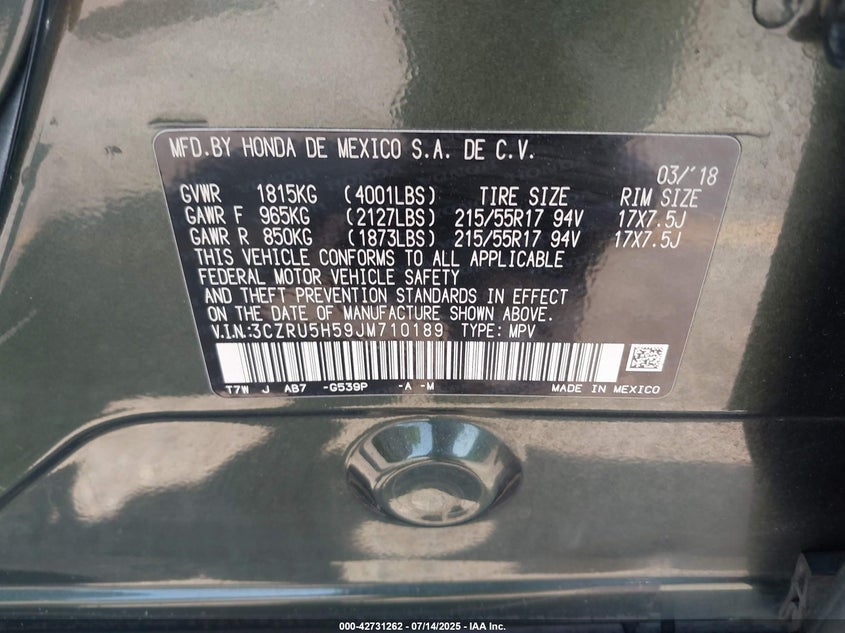 MFD.BY HONDA DE MEXICO S.A. DE C.V.
03/'18
GVWR 1815KG (4001LBS) TIRE SIZE RIM SIZE
GAWR F 965KG (2127LBS) 215/55R17 94V 17X7.5J
GAWR R 850KG (1873LBS) 215/55R17 94V 17X7.5J
THIS VEHICLE CONFORMS TO ALL APPLICABLE
FEDERAL MOTOR VEHICLE SAFETY
AND THEFT PREVENTION STANDARDS IN EFFECT
ON THE DATE OF MANUFACTURE SHOWN ABOVE.
V.I.N.:3CZRU5H59JM710189 TYPE: MPV
T7W J AB7 -G539P -A -M MADE IN MEXICO
000-42731262 - 07/14/2025 - IAA Inc.